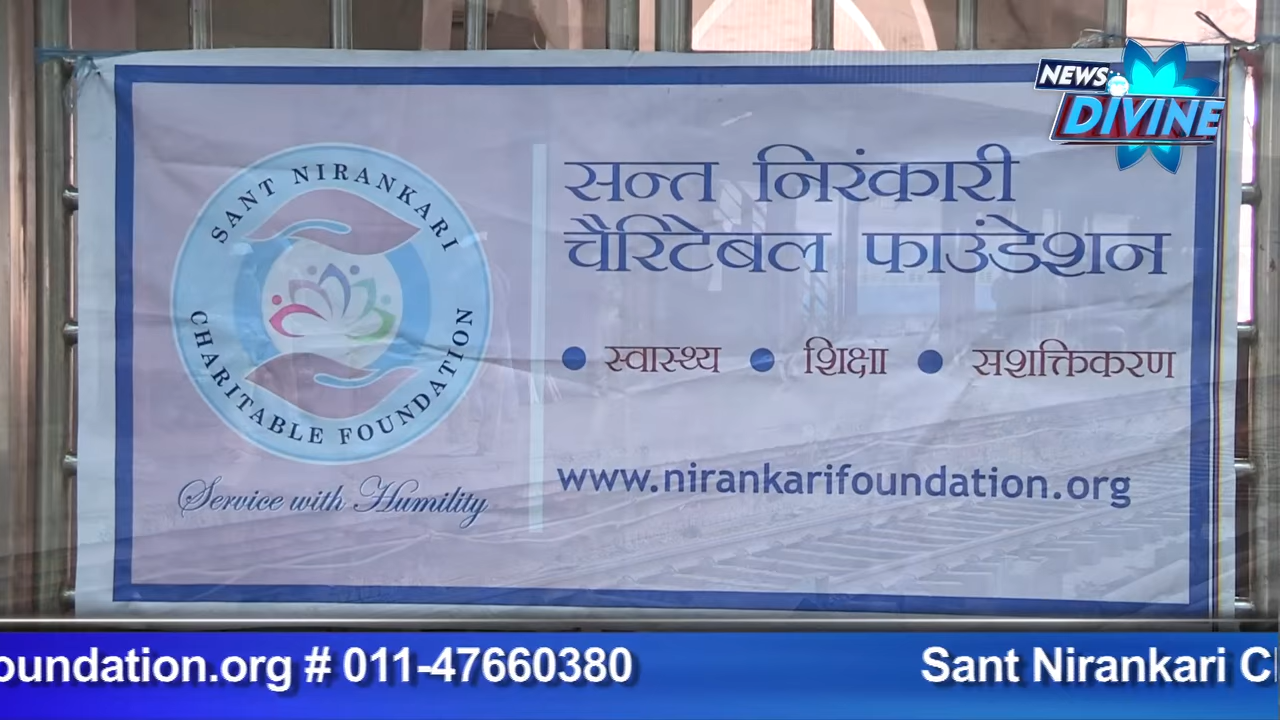 NEWS
DIVINE
SANT NIRANKARI
CHARITABLE FOUNDATION
Service with Humility
सन्त निरंकारी
चैरिटेबल फाउंडेशन
• स्वास्थ्य • शिक्षा • सशक्तिकरण
www.nirankarifoundation.org
oundation.org # 011-47660380 Sant Nirankari C